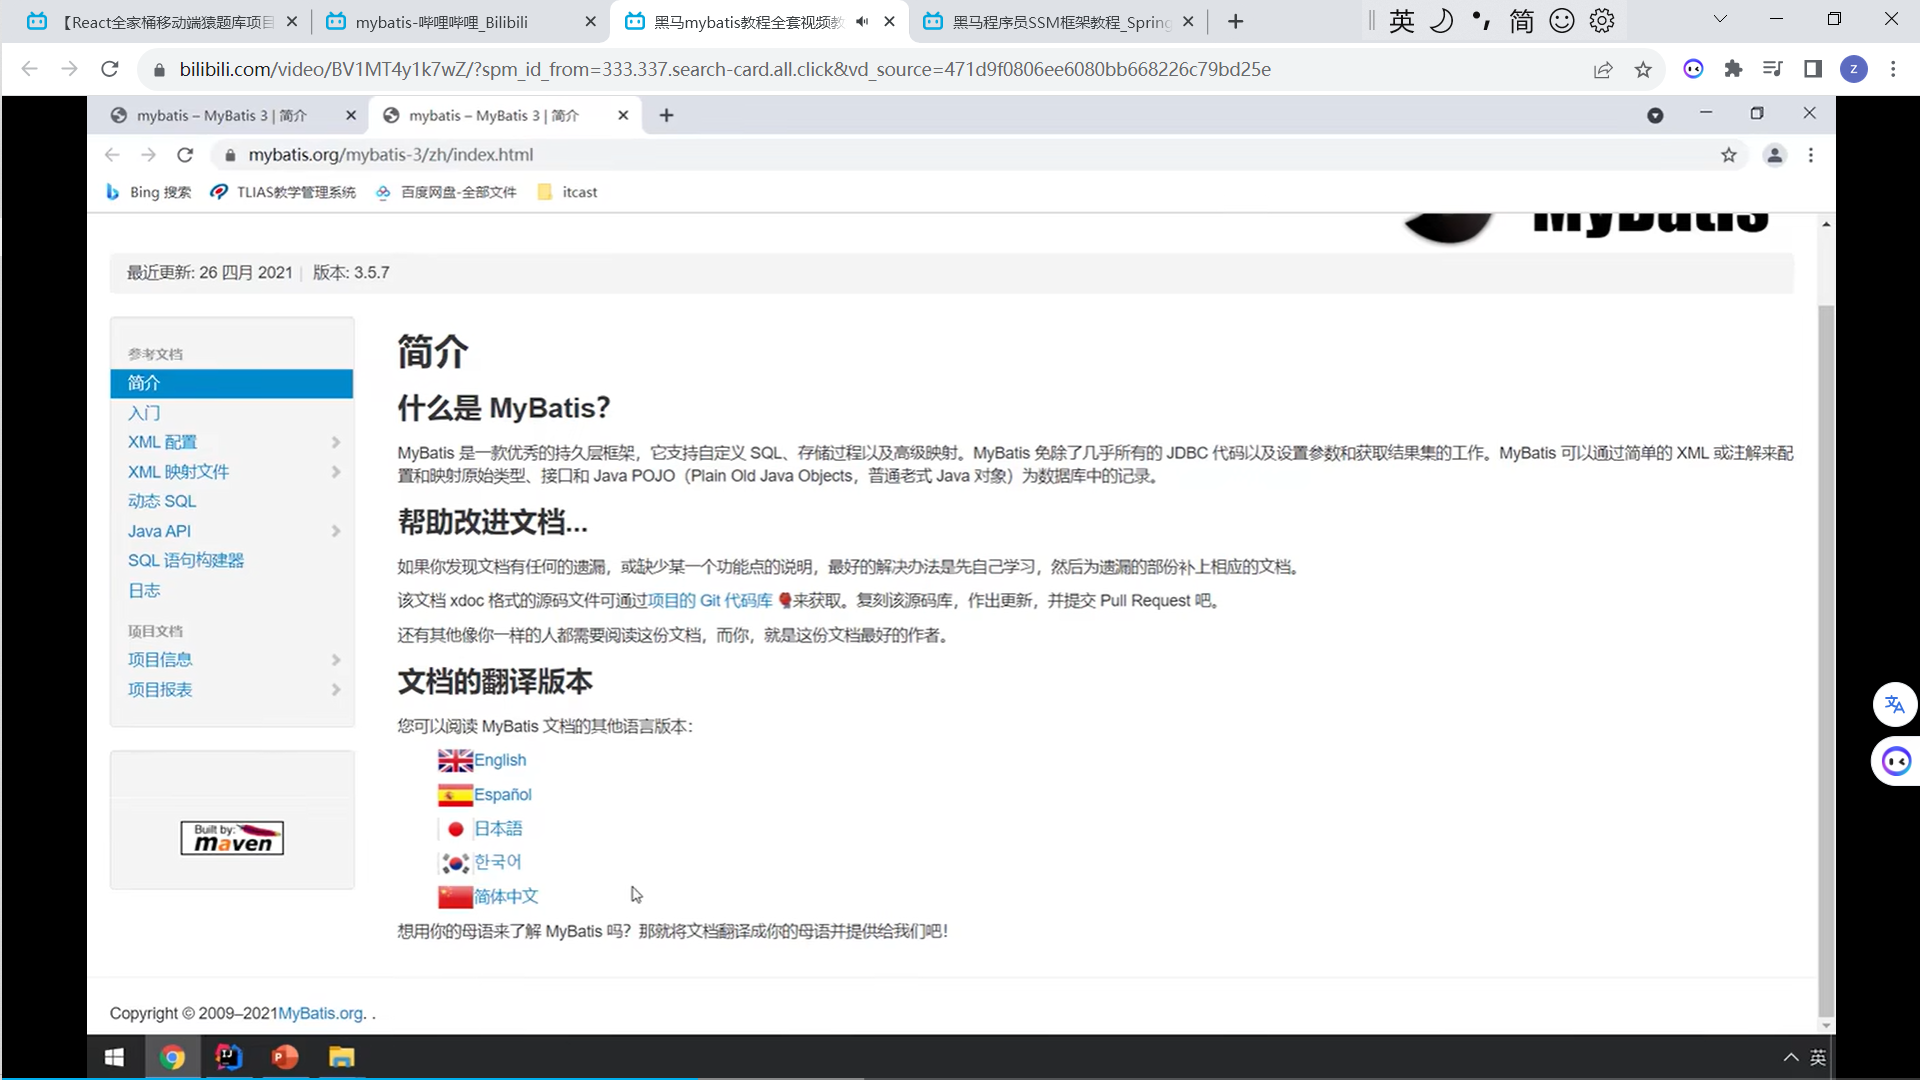 【React全家桶移动端猿题库项目
mybatis-哔哩哔哩_Bilibili
黑马mybatis教程全套视频教
黑马程序员SSM框架教程_Spring
英
简
bilibili.com/video/BV1MT4y1k7wZ/?spm_id_from=333.337.search-card.all.click&vd_source=471d9f0806ee6080bb668226c79bd25e
Z
mybatis – MyBatis 3 | 简介
mybatis – MyBatis 3 | 简介
mybatis.org/mybatis-3/zh/index.html
Bing 搜索
TLIAS教学管理系统
百度网盘-全部文件
itcast
MyBatis
最近更新: 26 四月 2021 | 版本: 3.5.7
参考文档
简介
入门
XML 配置
XML 映射文件
动态 SQL
Java API
SQL 语句构建器
日志
项目文档
项目信息
项目报表
Built by:
maven
简介
什么是 MyBatis?
MyBatis 是一款优秀的持久层框架，它支持自定义 SQL、存储过程以及高级映射。MyBatis 免除了几乎所有的 JDBC 代码以及设置参数和获取结果集的工作。MyBatis 可以通过简单的 XML 或注解来配
置和映射原始类型、接口和 Java POJO（Plain Old Java Objects，普通老式 Java 对象）为数据库中的记录。
帮助改进文档...
如果你发现文档有任何的遗漏，或缺少某一个功能点的说明，最好的解决办法是先自己学习，然后为遗漏的部份补上相应的文档。
该文档 xdoc 格式的源码文件可通过项目的 Git 代码库来获取。复刻该源码库，作出更新，并提交 Pull Request 吧。
还有其他像你一样的人都需要阅读这份文档，而你，就是这份文档最好的作者。
文档的翻译版本
您可以阅读 MyBatis 文档的其他语言版本：
English
Español
日本語
한국어
简体中文
想用你的母语来了解 MyBatis 吗？那就将文档翻译成你的母语并提供给我们吧！
Copyright © 2009–2021MyBatis.org. .
英